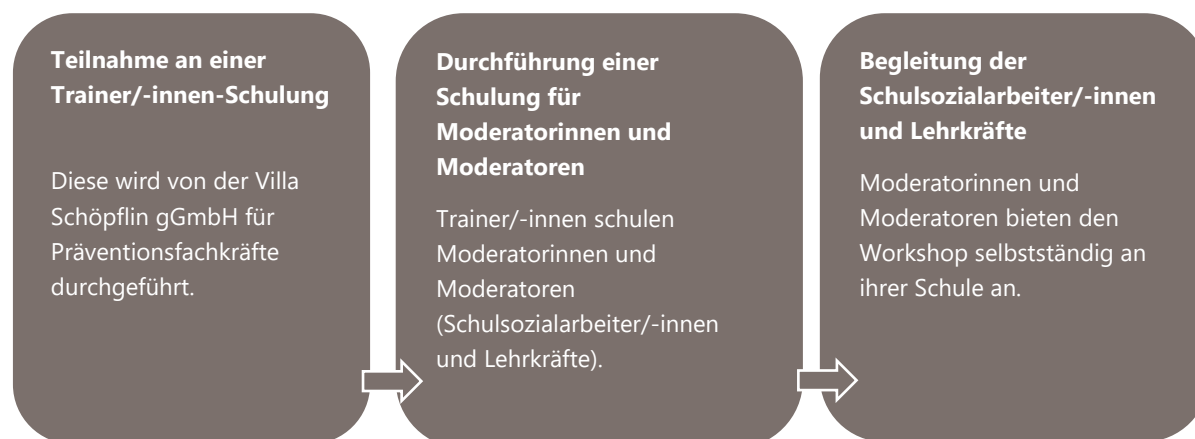 Teilnahme an einer
Trainer/-innen-Schulung
Diese wird von der Villa
Schöpflin gGmbH für
Präventionsfachkräfte
durchgeführt.
Durchführung einer
Schulung für
Moderatorinnen und
Moderatoren
Trainer/-innen schulen
Moderatorinnen und
Moderatoren
(Schulsozialarbeiter/-innen
und Lehrkräfte).
Begleitung der
Schulsozialarbeiter/-innen
und Lehrkräfte
Moderatorinnen und
Moderatoren bieten den
Workshop selbstständig an
ihrer Schule an.